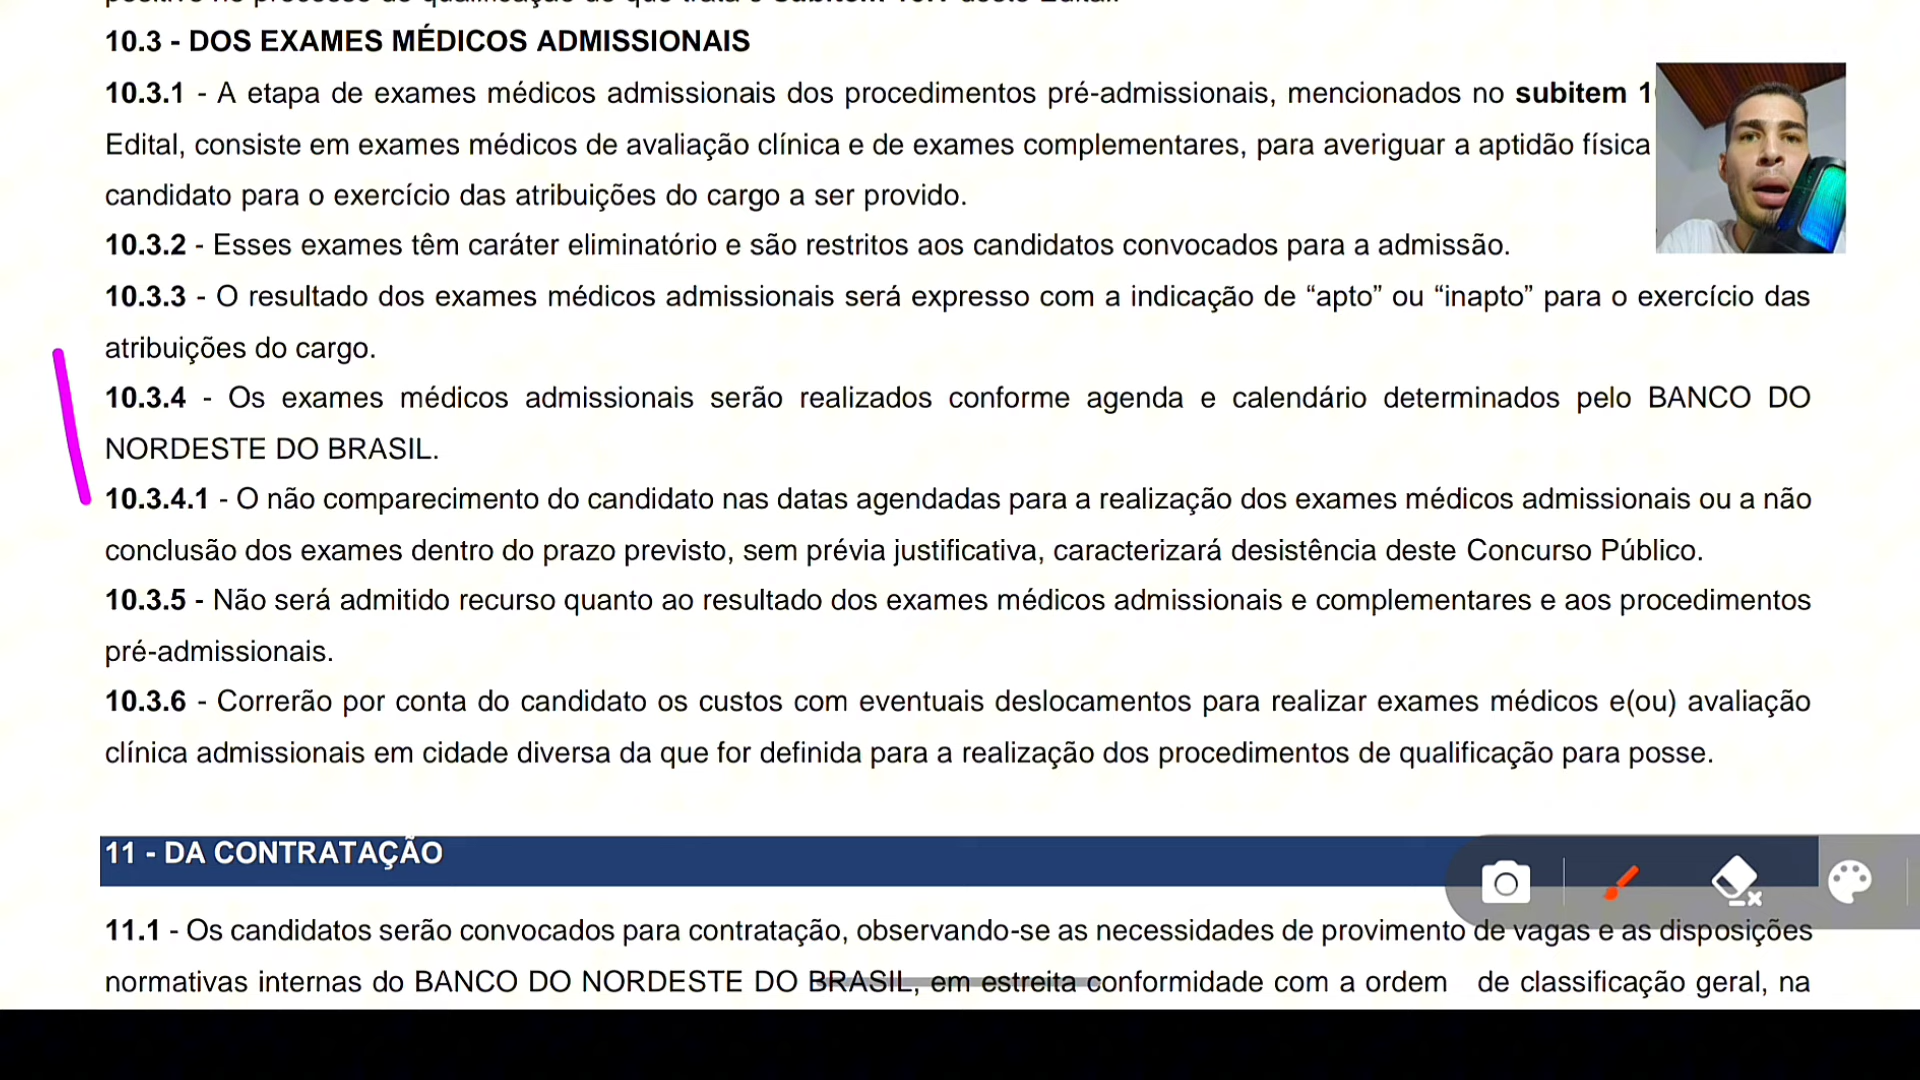 10.3 - DOS EXAMES MÉDICOS ADMISSIONAIS
10.3.1 - A etapa de exames médicos admissionais dos procedimentos pré-admissionais, mencionados no subitem 1
Edital, consiste em exames médicos de avaliação clínica e de exames complementares, para averiguar a aptidão física
candidato para o exercício das atribuições do cargo a ser provido.
10.3.2 - Esses exames têm caráter eliminatório e são restritos aos candidatos convocados para a admissão.
10.3.3 - O resultado dos exames médicos admissionais será expresso com a indicação de “apto” ou “inapto” para o exercício das
atribuições do cargo.
10.3.4 - Os exames médicos admissionais serão realizados conforme agenda e calendário determinados pelo BANCO DO
NORDESTE DO BRASIL.
10.3.4.1 - O não comparecimento do candidato nas datas agendadas para a realização dos exames médicos admissionais ou a não
conclusão dos exames dentro do prazo previsto, sem prévia justificativa, caracterizará desistência deste Concurso Público.
10.3.5 - Não será admitido recurso quanto ao resultado dos exames médicos admissionais e complementares e aos procedimentos
pré-admissionais.
10.3.6 - Correrão por conta do candidato os custos com eventuais deslocamentos para realizar exames médicos e(ou) avaliação
clínica admissionais em cidade diversa da que for definida para a realização dos procedimentos de qualificação para posse.
11 - DA CONTRATAÇÃO
11.1 - Os candidatos serão convocados para contratação, observando-se as necessidades de provimento de vagas e as disposições
normativas internas do BANCO DO NORDESTE DO BRASIL, em estreita conformidade com a ordem de classificação geral, na